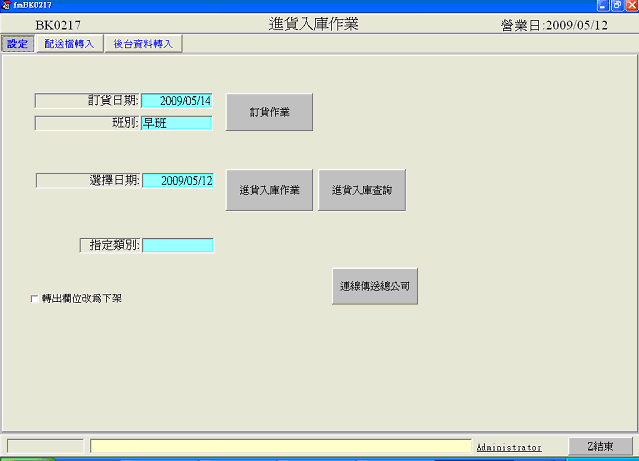 fmBK0217
BK0217 進貨入庫作業 營業日:2009/05/12
設定 配送檔轉入 後台資料轉入
訂貨日期: 2009/05/14 訂貨作業
班別: 早班
選擇日期: 2009/05/12 進貨入庫作業 進貨入庫查詢
指定類別:
連線傳送總公司
轉出欄位改為下架
Administrator Z結束